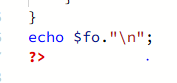 }
}
echo $fo."\n";
?>